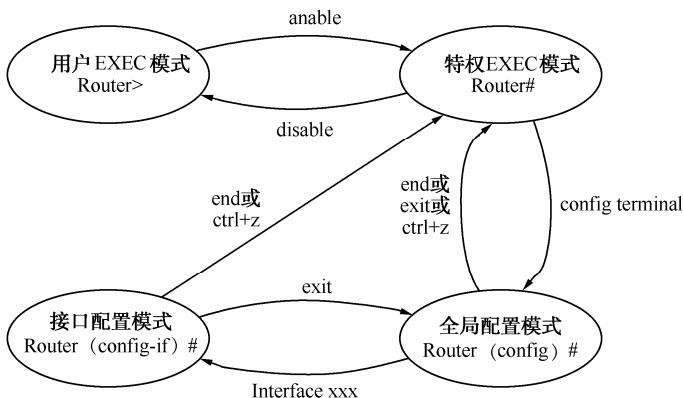 anable
用户EXEC模式
Router>
特权EXEC模式
Router#
disable
end或
ctrl+z
end或
exit或
ctrl+z
config terminal
exit
接口配置模式
Router（config-if）#
全局配置模式
Router（config）#
Interface xxx